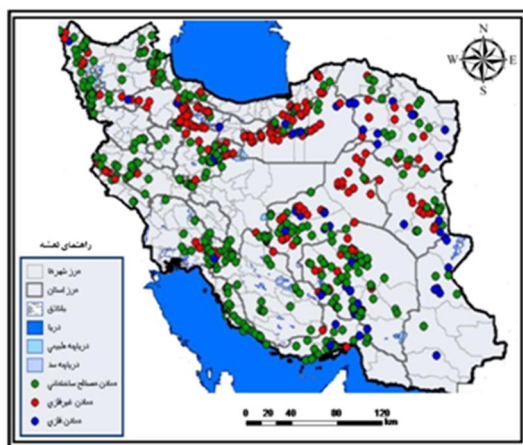 N
W E
S
راهنمای نقشه
مرز شهرها
مرز استان
باتلاق
دریا
دریاچه طبیعی
دریاچه سد
معادن مصالح ساختمانی
معادن غیرفلزی
معادن فلزی
0 20 40 80 120
km